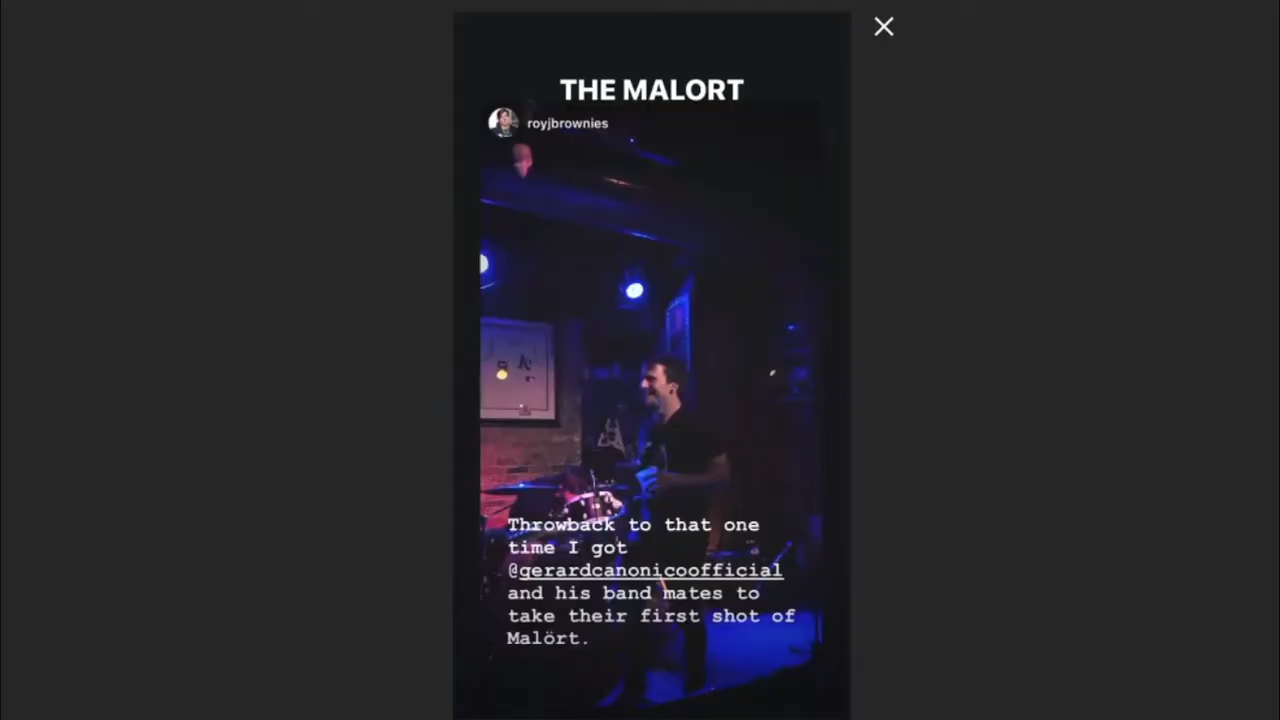 THE MALORT
royjbrownies
Throwback to that one
time I got
@gerardcanonicoofficial
and his band mates to
take their first shot of
Malört.